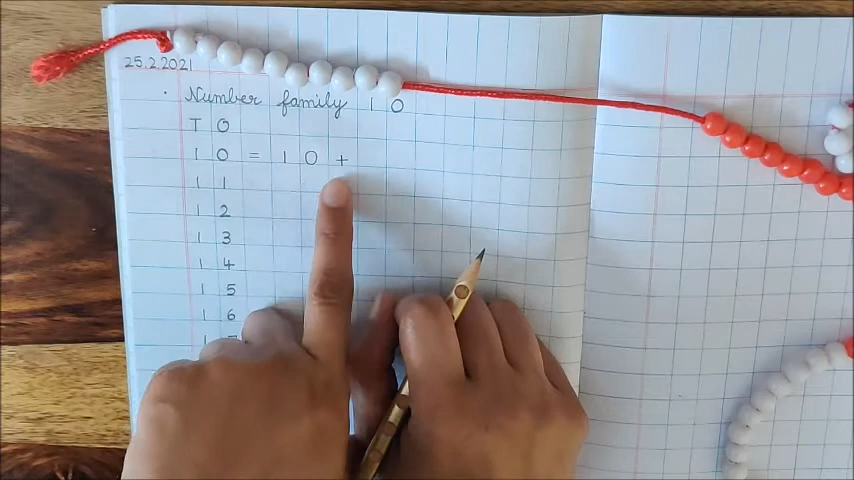 25.2.2021
Number family 10
T O
1 0 = 1 0 +
1 1
1 2
1 3
1 4
1 5
1 6